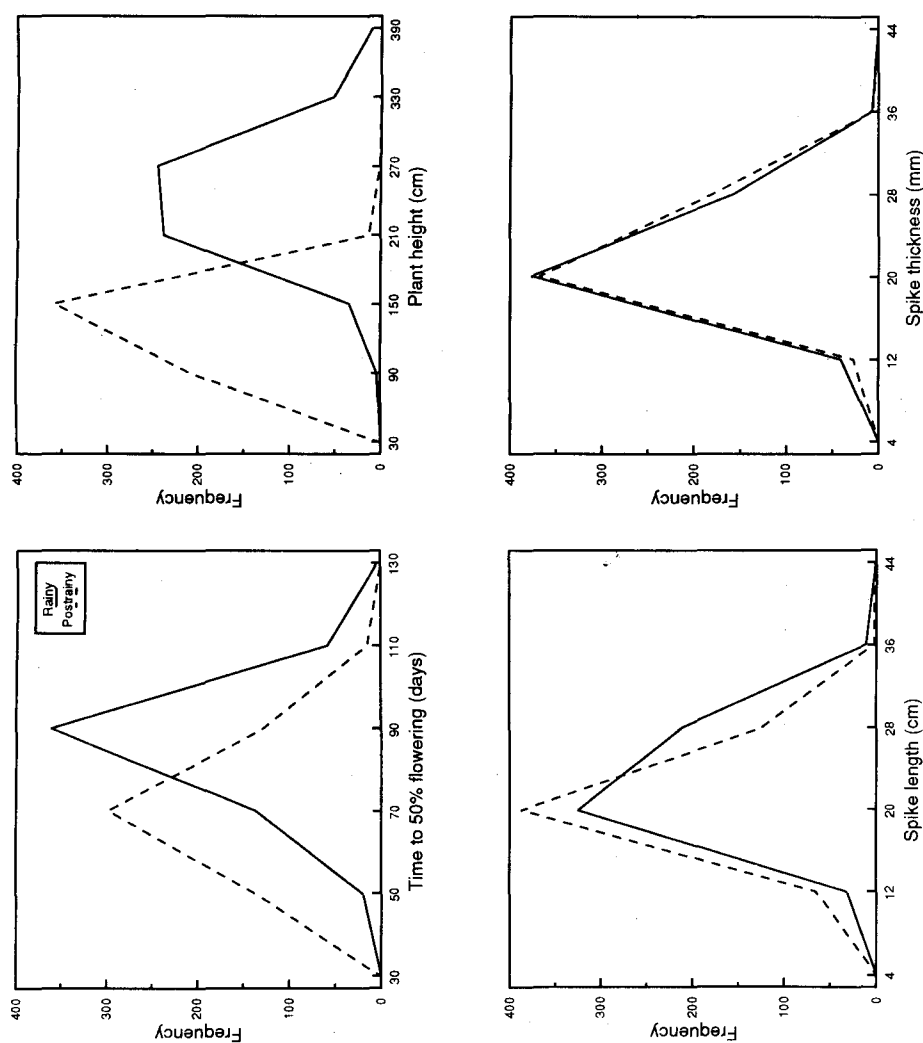 Rainy
Postrainy
Frequency
400
300
200
100
0
30 50 70 90 110 130
Time to 50% flowering (days)
Frequency
400
300
200
100
0
30 90 150 210 270 330 390
Plant height (cm)
Frequency
400
300
200
100
0
4 12 20 28 36 44
Spike length (cm)
Frequency
400
300
200
100
0
4 12 20 28 36 44
Spike thickness (mm)